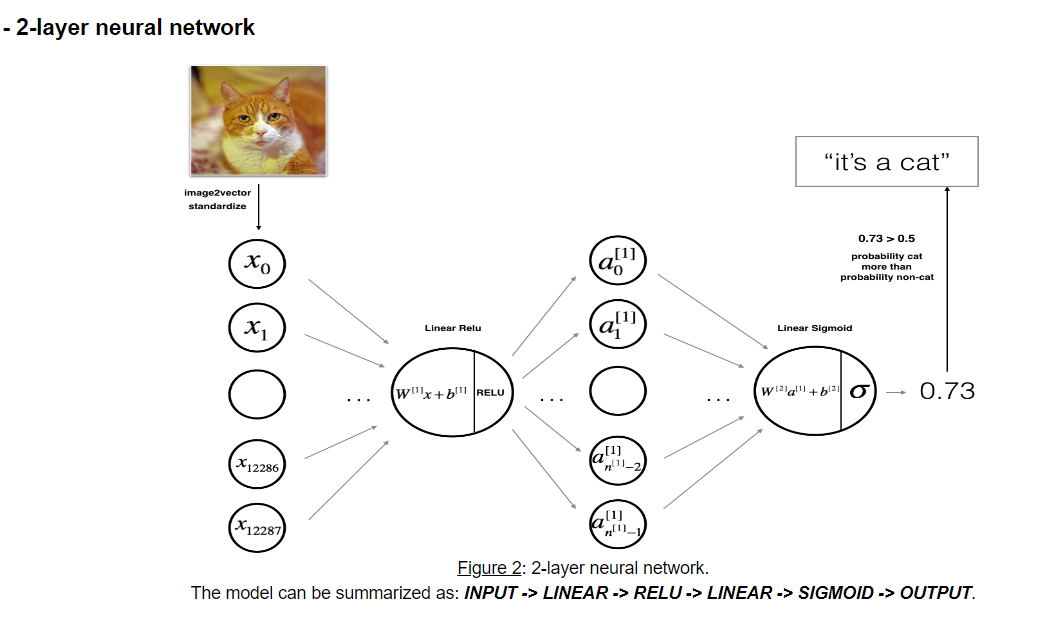 - 2-layer neural network
image2vector
standardize
“it’s a cat”
0.73 > 0.5
probability cat
more than
probability non-cat
x₀
x₁
x₁₂₂₈₆
x₁₂₂₈₇
Linear Relu
W^[1]x+b^[1] RELU
. . .
. . .
a₀^[1]
a₁^[1]
a^[1]_{n^[1]−2}
a^[1]_{n^[1]−1}
. . .
Linear Sigmoid
W^[2]a^[1]+b^[2] σ
0.73
Figure 2: 2-layer neural network.
The model can be summarized as: INPUT -> LINEAR -> RELU -> LINEAR -> SIGMOID -> OUTPUT.